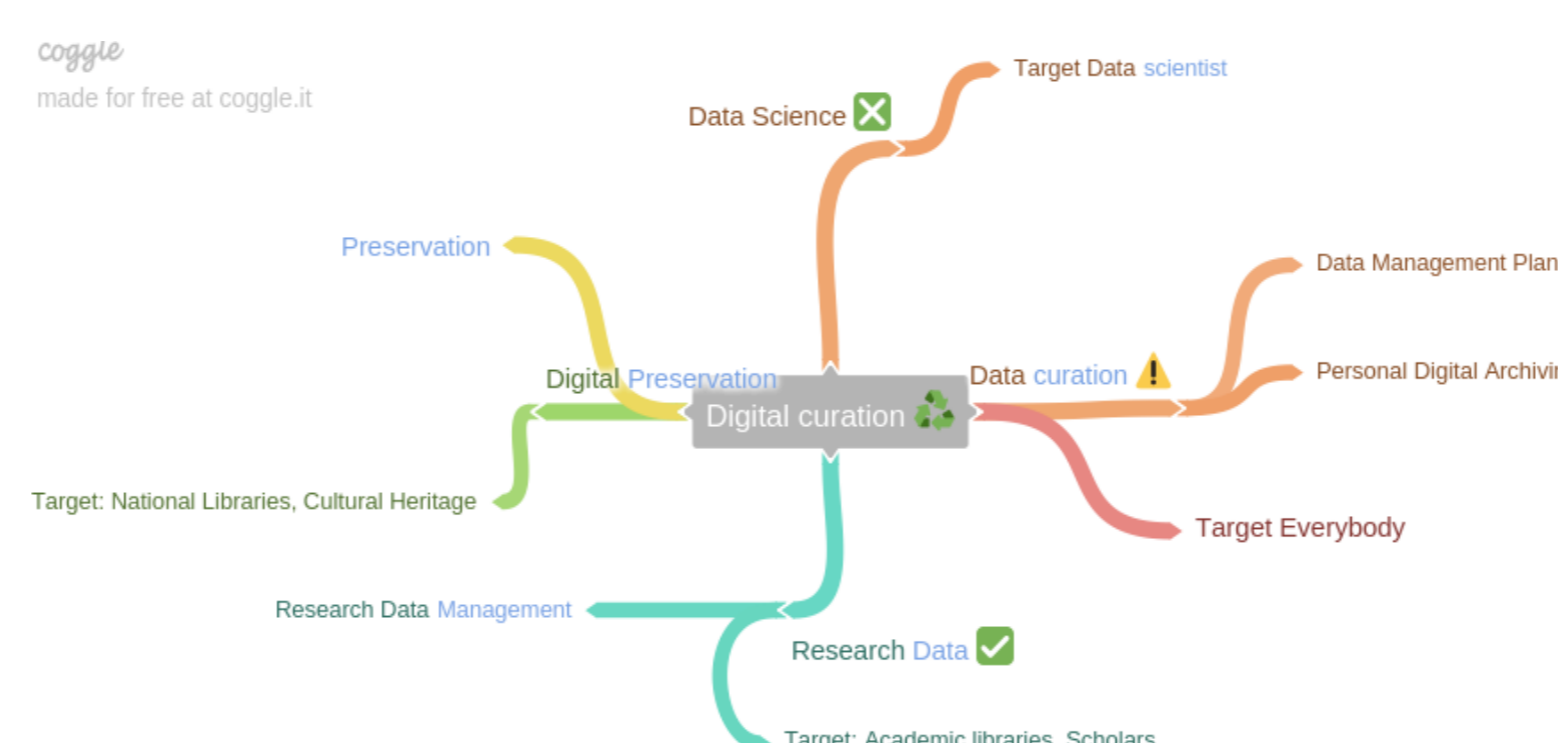 coggle
made for free at coggle.it
Target Data scientist
Data Science
Preservation
Data Management Plan
Digital Preservation
Data curation
Personal Digital
Digital curation
Target: National Libraries, Cultural Heritage
Target Everybody
Research Data Management
Research Data
Target: Academic libraries, Scholars